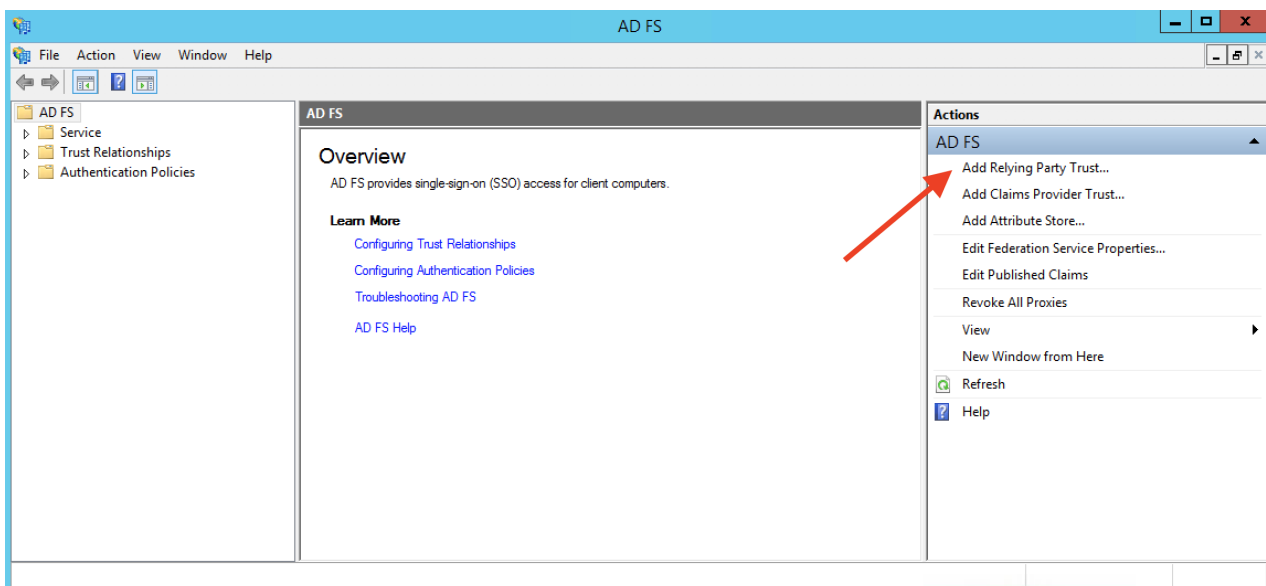 AD FS
File Action View Window Help
AD FS
Service
Trust Relationships
Authentication Policies
AD FS
Overview
AD FS provides single-sign-on (SSO) access for client computers.
Learn More
Configuring Trust Relationships
Configuring Authentication Policies
Troubleshooting AD FS
AD FS Help
Actions
AD FS
Add Relying Party Trust...
Add Claims Provider Trust...
Add Attribute Store...
Edit Federation Service Properties...
Edit Published Claims
Revoke All Proxies
View
New Window from Here
Refresh
Help